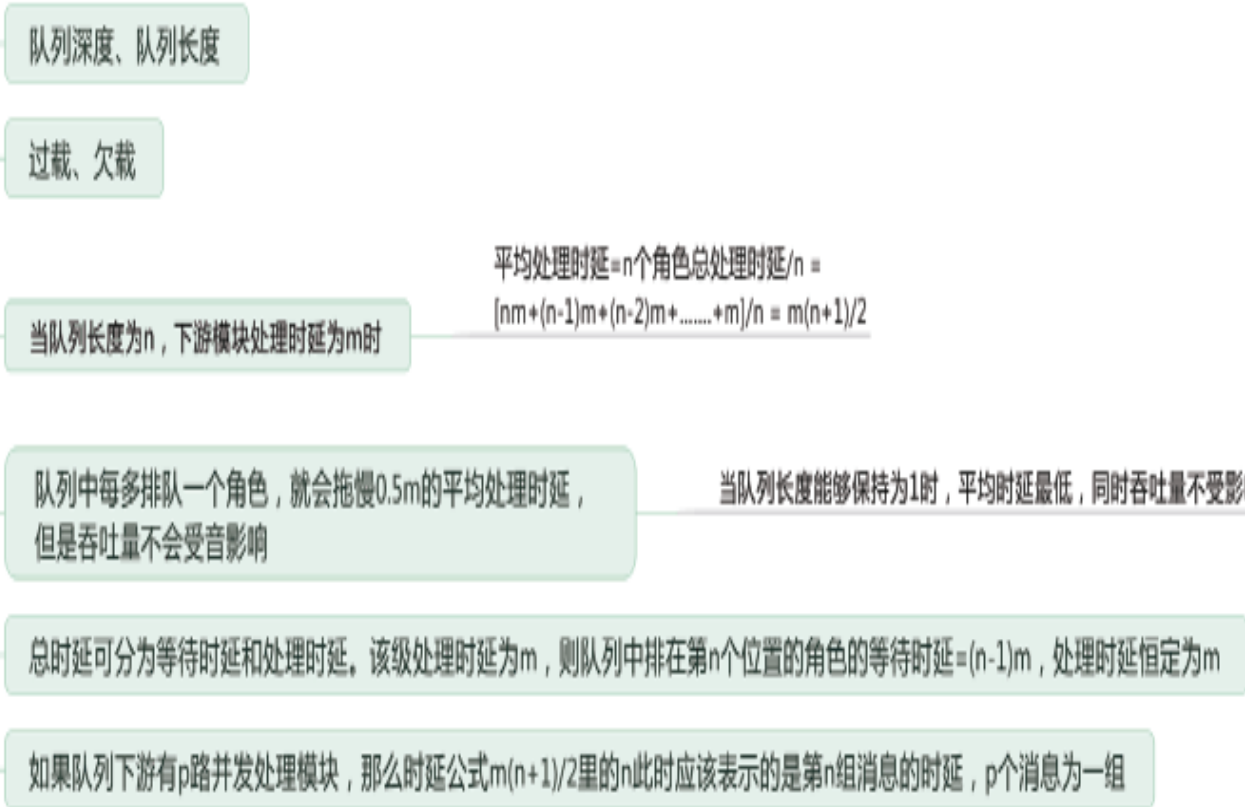 队列深度、队列长度
过载、欠载
平均处理时延=n个角色总处理时延/n =
[nm+(n-1)m+(n-2)m+.......+m]/n = m(n+1)/2
当队列长度为n，下游模块处理时延为m时
队列中每多排队一个角色，就会拖慢0.5m的平均处理时延，
但是吞吐量不会受音影响
当队列长度能够保持为1时，平均时延最低，同时吞吐量不受影
总时延可分为等待时延和处理时延。该级处理时延为m，则队列中排在第n个位置的角色的等待时延=(n-1)m，处理时延恒定为m
如果队列下游有p路并发处理模块，那么时延公式m(n+1)/2里的n此时应该表示的是第n组消息的时延，p个消息为一组